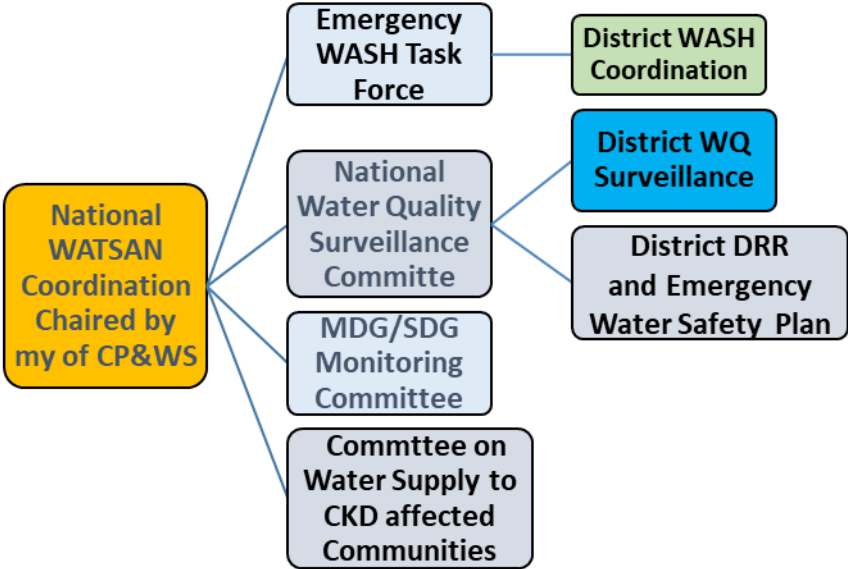 National
WATSAN
Coordination
Chaired by
my of CP&WS
Emergency
WASH Task
Force
District WASH
Coordination
National
Water Quality
Surveillance
Committe
District WQ
Surveillance
District DRR
and Emergency
Water Safety Plan
MDG/SDG
Monitoring
Committee
Commttee on
Water Supply to
CKD affected
Communities